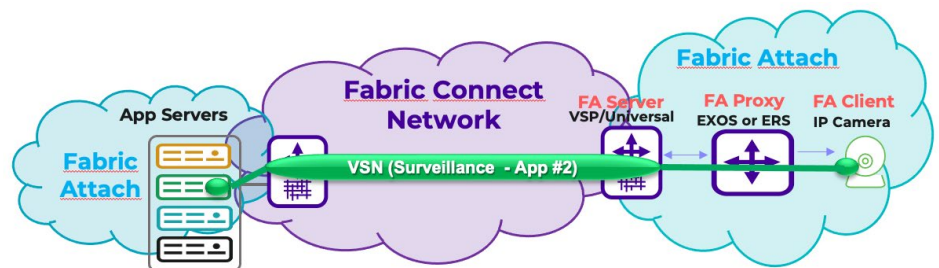 Fabric Attach
Fabric Connect
Network
FA Server
VSP/Universal
FA Proxy
EXOS or ERS
FA Client
IP Camera
App Servers
Fabric
Attach
VSN (Surveillance - App #2)